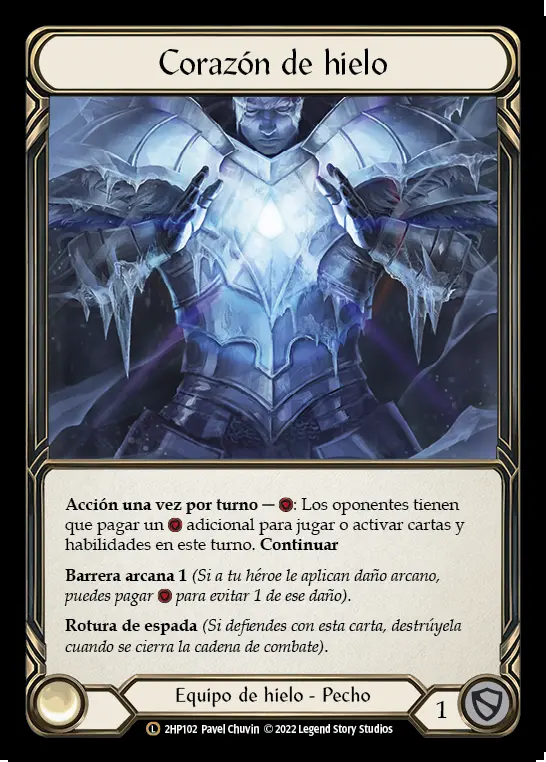 Corazón de hielo
Acción una vez por turno — : Los oponentes tienen
que pagar un adicional para jugar o activar cartas y
habilidades en este turno. Continuar
Barrera arcana 1 (Si a tu héroe le aplican daño arcano,
puedes pagar para evitar 1 de ese daño).
Rotura de espada (Si defiendes con esta carta, destrúyela
cuando se cierra la cadena de combate).
Equipo de hielo - Pecho
1
L 2HP102 Pavel Chuvin © 2022 Legend Story Studios